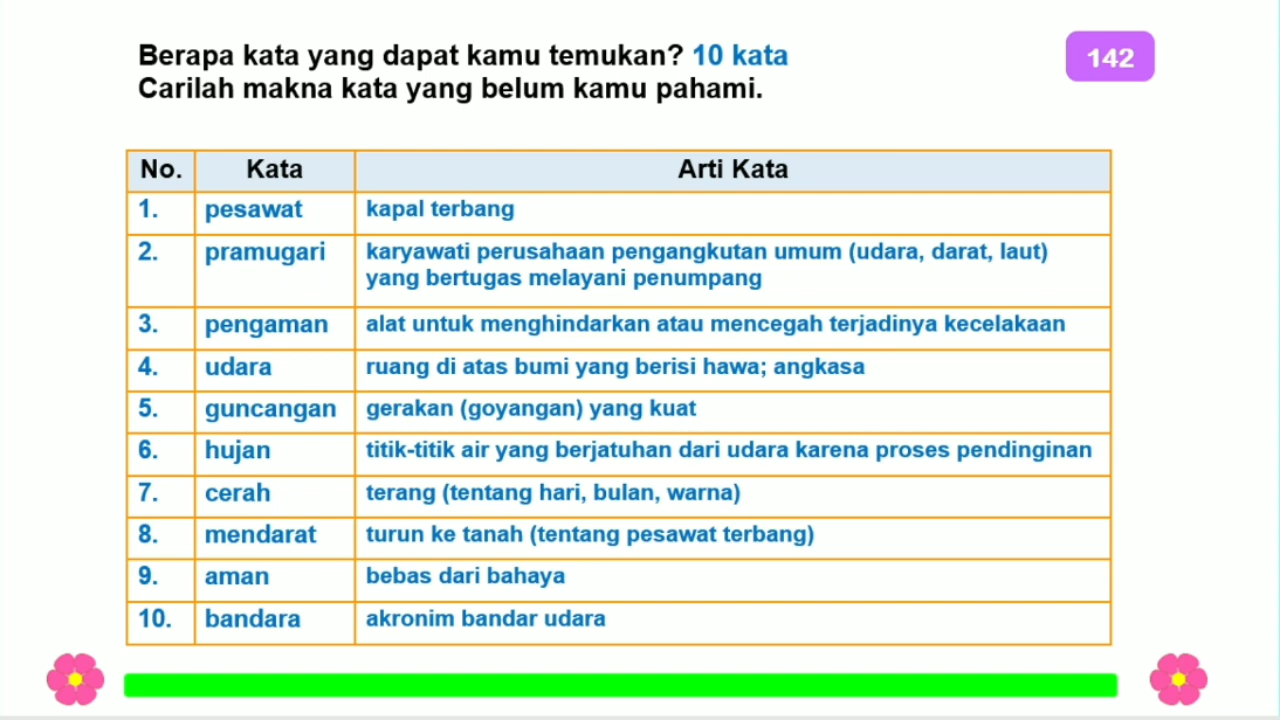 Berapa kata yang dapat kamu temukan? 10 kata
142
Carilah makna kata yang belum kamu pahami.
No. Kata Arti Kata
1. pesawat kapal terbang
2. pramugari karyawati perusahaan pengangkutan umum (udara, darat, laut)
yang bertugas melayani penumpang
3. pengaman alat untuk menghindarkan atau mencegah terjadinya kecelakaan
4. udara ruang di atas bumi yang berisi hawa; angkasa
5. guncangan gerakan (goyangan) yang kuat
6. hujan titik-titik air yang berjatuhan dari udara karena proses pendinginan
7. cerah terang (tentang hari, bulan, warna)
8. mendarat turun ke tanah (tentang pesawat terbang)
9. aman bebas dari bahaya
10. bandara akronim bandar udara